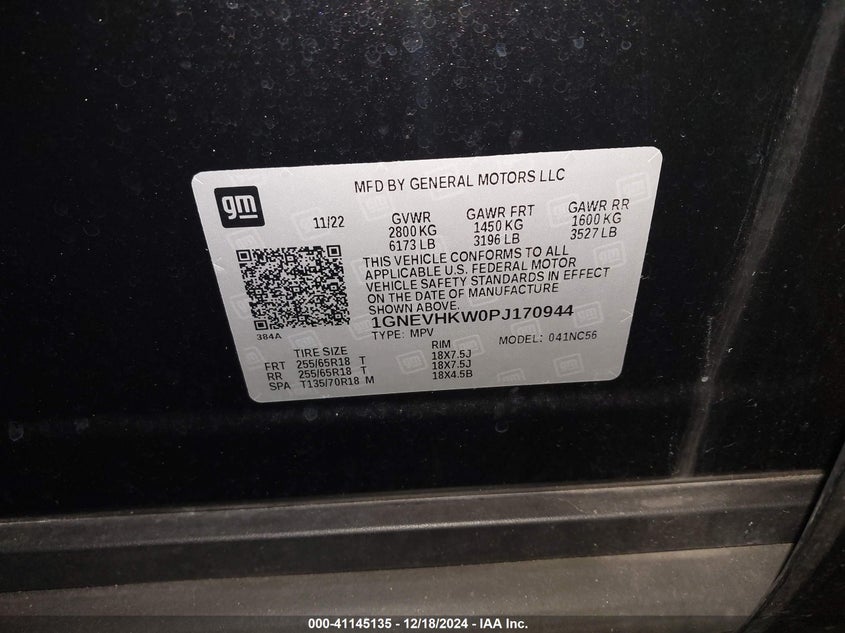 gm
MFD BY GENERAL MOTORS LLC
11/22
GVWR
2800 KG
6173 LB
GAWR FRT
1450 KG
3196 LB
GAWR RR
1600 KG
3527 LB
THIS VEHICLE CONFORMS TO ALL
APPLICABLE U.S. FEDERAL MOTOR
VEHICLE SAFETY STANDARDS IN EFFECT
ON THE DATE OF MANUFACTURE
SHOWN ABOVE.
384A
1GNEVHKW0PJ170944
TYPE: MPV
MODEL: 041NC56
TIRE SIZE RIM
FRT 255/65R18 T 18X7.5J
RR 255/65R18 T 18X7.5J
SPA T135/70R18 M 18X4.5B
000-41145135 - 12/18/2024 - IAA Inc.